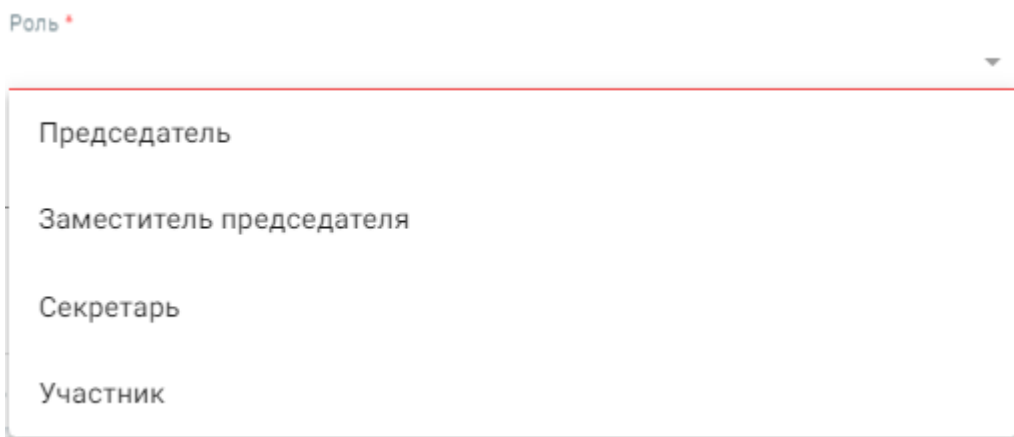 Роль *
Председатель
Заместитель председателя
Секретарь
Участник